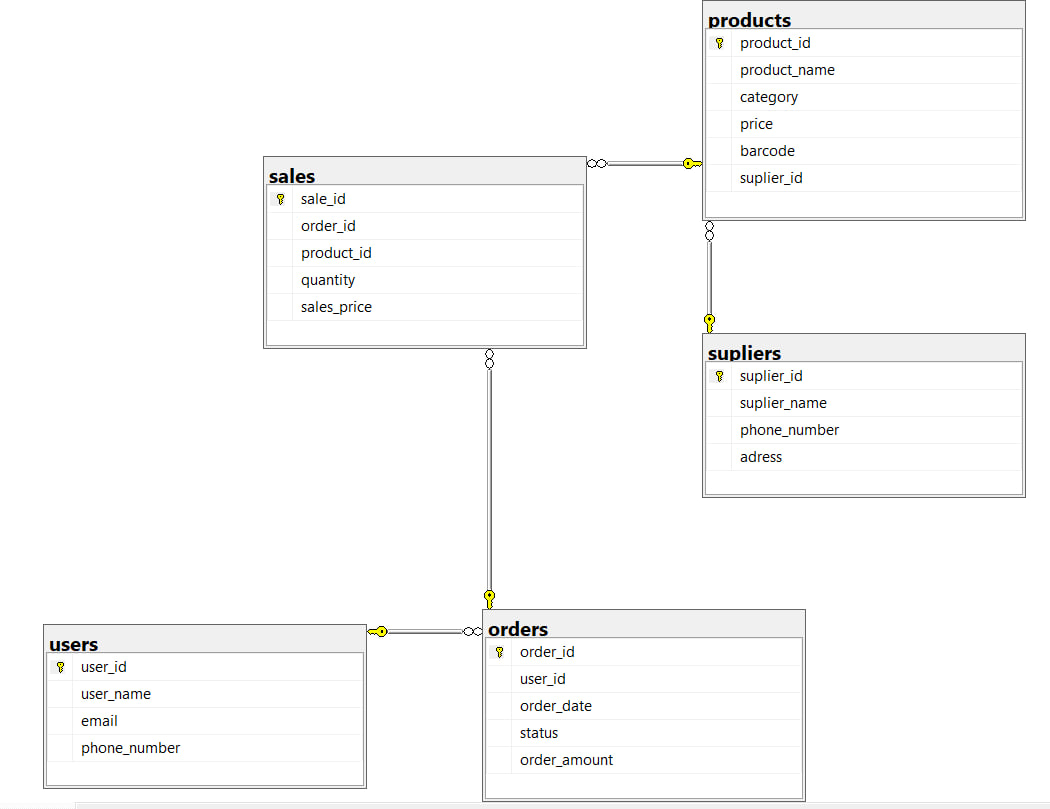 products
product_id
product_name
category
price
barcode
suplier_id
sales
sale_id
order_id
product_id
quantity
sales_price
supliers
suplier_id
suplier_name
phone_number
adress
users
user_id
user_name
email
phone_number
orders
order_id
user_id
order_date
status
order_amount